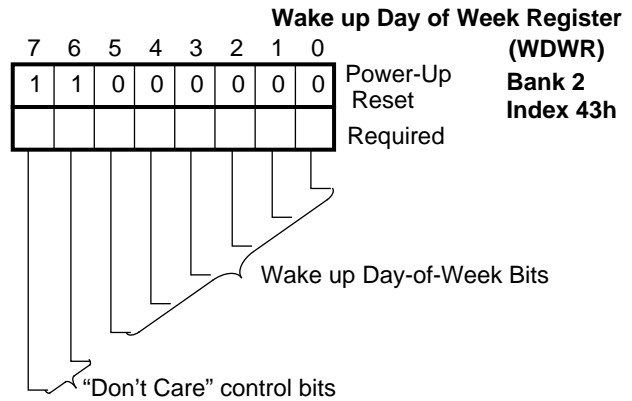 Wake up Day of Week Register
(WDWR)
7 6 5 4 3 2 1 0
1 1 0 0 0 0 0 0
Power-Up
Reset
Bank 2
Index 43h
Required
Wake up Day-of-Week Bits
“Don’t Care” control bits